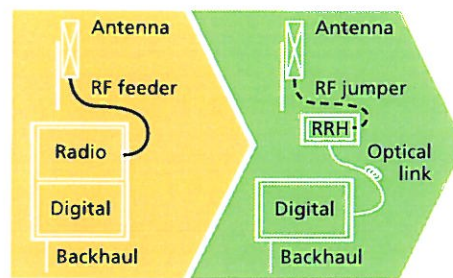 Antenna
RF feeder
Radio
Digital
Backhaul
Antenna
RF jumper
RRH
Optical
link
Digital
Backhaul